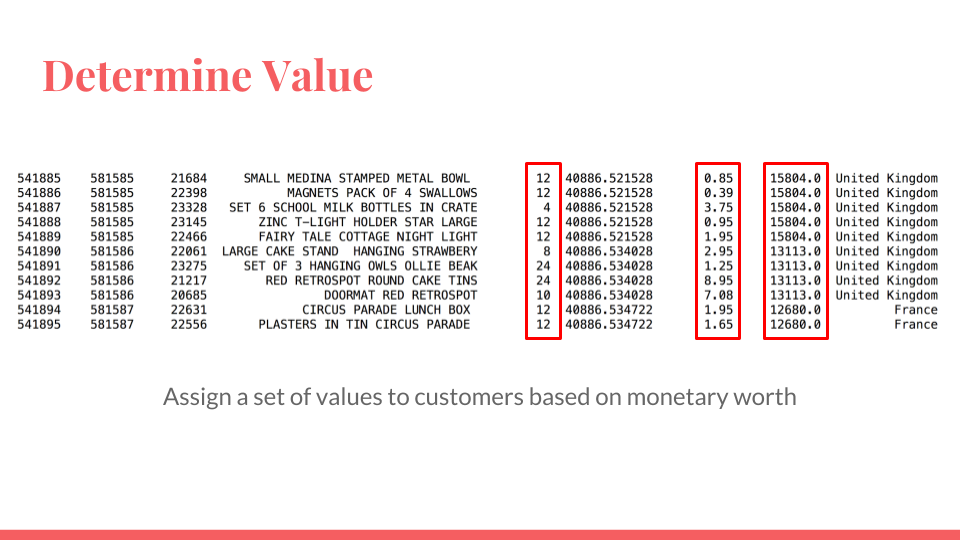 Determine Value
541885 581585 21684 SMALL MEDINA STAMPED METAL BOWL 12 40886.521528 0.85 15804.0 United Kingdom
541886 581585 22398 MAGNETS PACK OF 4 SWALLOWS 12 40886.521528 0.39 15804.0 United Kingdom
541887 581585 23328 SET 6 SCHOOL MILK BOTTLES IN CRATE 4 40886.521528 3.75 15804.0 United Kingdom
541888 581585 23145 ZINC T-LIGHT HOLDER STAR LARGE 12 40886.521528 0.95 15804.0 United Kingdom
541889 581585 22466 FAIRY TALE COTTAGE NIGHT LIGHT 12 40886.521528 1.95 15804.0 United Kingdom
541890 581586 22061 LARGE CAKE STAND HANGING STRAWBERY 8 40886.534028 2.95 13113.0 United Kingdom
541891 581586 23275 SET OF 3 HANGING OWLS OLLIE BEAK 24 40886.534028 1.25 13113.0 United Kingdom
541892 581586 21217 RED RETROSPOT ROUND CAKE TINS 24 40886.534028 8.95 13113.0 United Kingdom
541893 581586 20685 DOORMAT RED RETROSPOT 10 40886.534028 7.08 13113.0 United Kingdom
541894 581587 22631 CIRCUS PARADE LUNCH BOX 12 40886.534722 1.95 12680.0 France
541895 581587 22556 PLASTERS IN TIN CIRCUS PARADE 12 40886.534722 1.65 12680.0 France
Assign a set of values to customers based on monetary worth